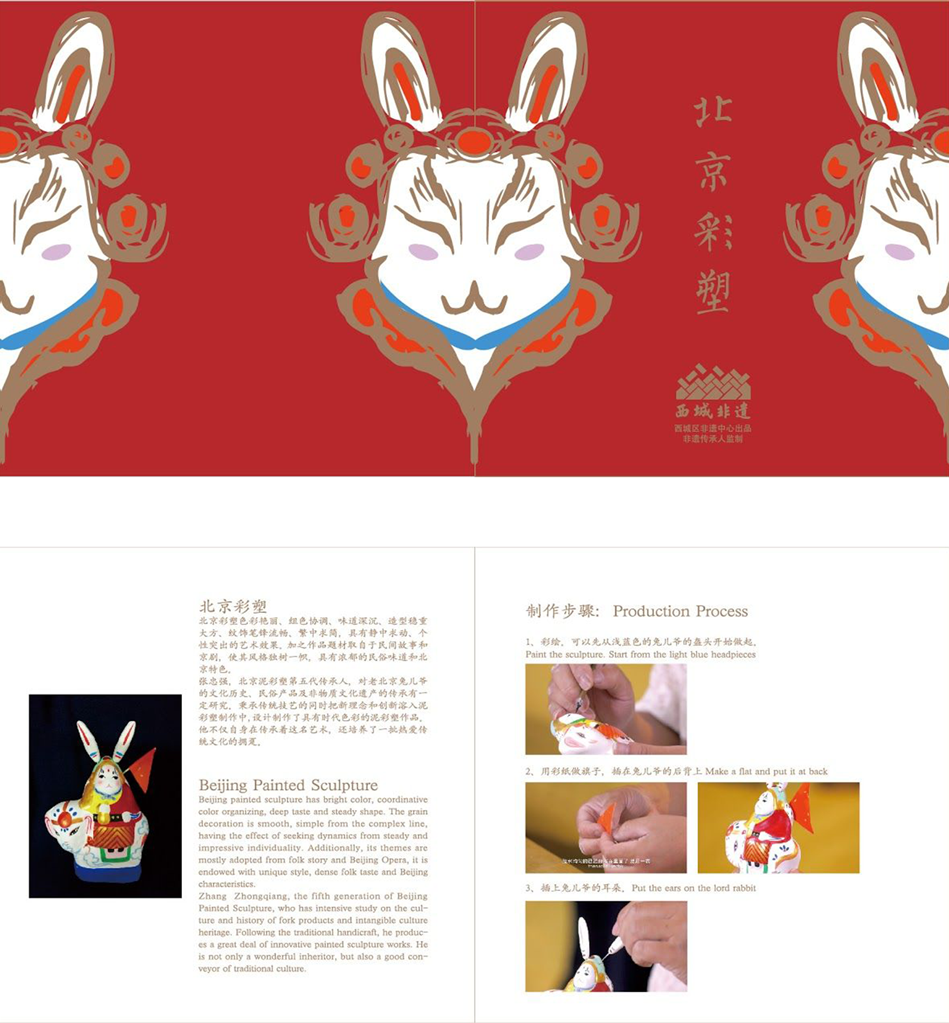 北京彩塑
西城非遗
西城区非遗中心出品
非遗传承人监制
北京彩塑
北京彩塑色彩艳丽、组色协调、味道深沉、造型稳重
大方、纹饰笔锋流畅、繁中求简，具有静中求动、个
性突出的艺术效果。加之作品题材取自于民间故事和
京剧，使其风格独树一帜，具有浓郁的民俗味道和北
京特色。
张忠强，北京泥彩塑第五代传承人，对老北京兔儿爷
的文化历史、民俗产品及非物质文化遗产的传承有一
定研究。秉承传统技艺的同时把新理念和创新溶入泥
彩塑制作中，设计制作了具有时代色彩的泥彩塑作品。
他不仅自身在传承着这名艺术，还培养了一批热爱传
统文化的拥趸。
Beijing Painted Sculpture
Beijing painted sculpture has bright color, coordinative
color organizing, deep taste and steady shape. The grain
decoration is smooth, simple from the complex line,
having the effect of seeking dynamics from steady and
impressive individuality. Additionally, its themes are
mostly adopted from folk story and Beijing Opera, it is
endowed with unique style, dense folk taste and Beijing
characteristics.
Zhang Zhongqiang, the fifth generation of Beijing
Painted Sculpture, who has intensive study on the cul-
ture and history of fork products and intangible culture
heritage. Following the traditional handicraft, he produc-
es a great deal of innovative painted sculpture works. He
is not only a wonderful inheritor, but also a good con-
veyor of traditional culture.
制作步骤: Production Process
1、彩绘，可以先从浅蓝色的兔儿爷的盔头开始做起。
Paint the sculpture. Start from the light blue headpieces
2、用彩纸做旗子，插在兔儿爷的后背上 Make a flat and put it at back
3、插上兔儿爷的耳朵，Put the ears on the lord rabbit